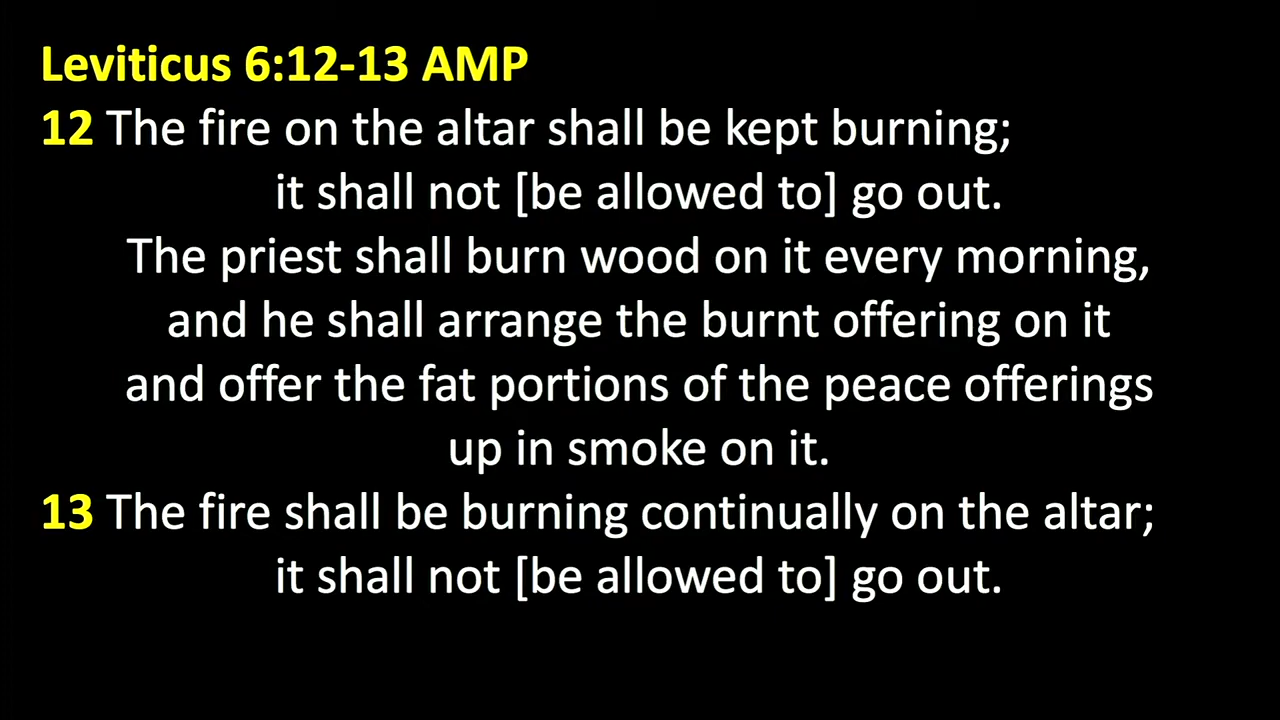 Leviticus 6:12-13 AMP
12 The fire on the altar shall be kept burning;
it shall not [be allowed to] go out.
The priest shall burn wood on it every morning,
and he shall arrange the burnt offering on it
and offer the fat portions of the peace offerings
up in smoke on it.
13 The fire shall be burning continually on the altar;
it shall not [be allowed to] go out.